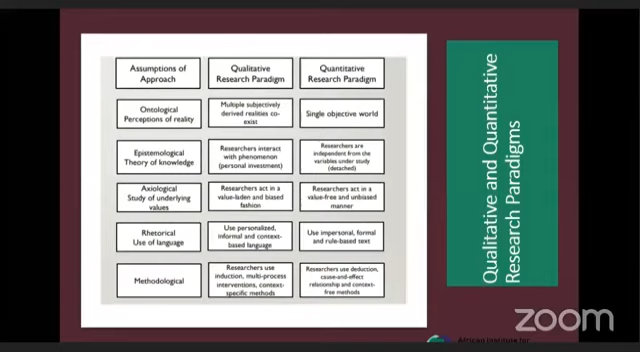 Assumptions of
Approach
Qualitative
Research Paradigm)
Quantitative
Research Paradigm
Ontological
Perceptions of reality
Multiple subjectively
derived realities co-
exist
Single objective world
Epistemological
Theory of knowledge
Researchers interact
with phenomenon
(personal investment)
Researchers are
independent from the
variables under study
(detached)
Axiological
Study of underlying
values
Researchers act in a
value-laden and biased
fashion
Researchers act in a
value-free and unbiased
manner
Rhetorical
Use of language
Use personalized,
informal and context-
based language
Use impersonal, formal
and rule-based text
Methodological
Researchers use
induction, multi-process
interventions, context-
specific methods
Researchers use deduction,
cause-and-effect
relationship and context-
free methods
Qualitative and Quantitative
Research Paradigms
zoom
African Institute for